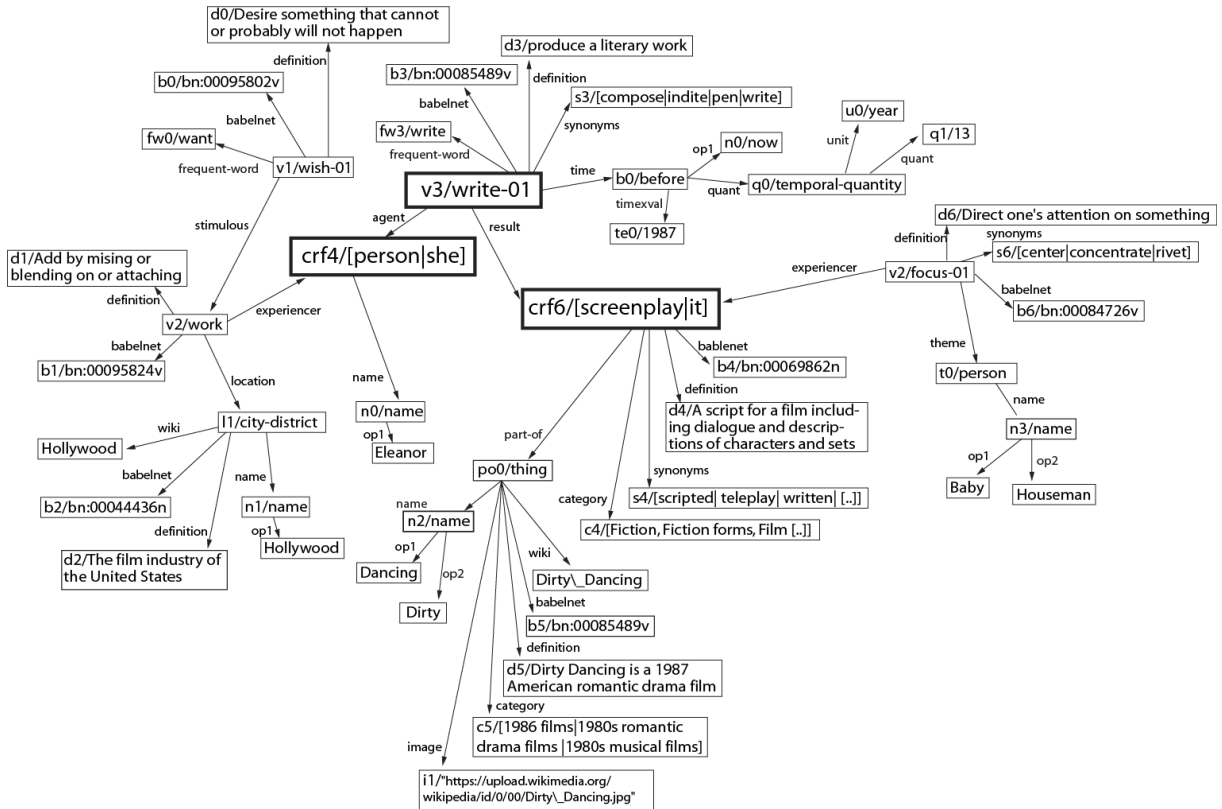 d0/Desire something that cannot
or probably will not happen
definition
b0/bn:00095802v
babelnet
fw0/want
frequent-word
v1/wish-01
stimulous
d3/produce a literary work
definition
b3/bn:00085489v
babelnet
s3/[compose|indite|pen|write]
synonyms
fw3/write
frequent-word
v3/write-01
time
b0/before
op1
n0/now
quant
q0/temporal-quantity
unit
u0/year
quant
q1/13
timexval
te0/1987
agent
result
crf4/[person|she]
crf6/[screenplay|it]
d6/Direct one's attention on something
definition
synonyms
s6/[center|concentrate|rivet]
experiencer
v2/focus-01
babelnet
b6/bn:00084726v
theme
t0/person
name
n3/name
op1
op2
Baby
Houseman
d1/Add by mising or
blending on or attaching
definition
experiencer
v2/work
babelnet
b1/bn:00095824v
location
l1/city-district
wiki
Hollywood
babelnet
b2/bn:00044436n
name
n1/name
definition
op1
Hollywood
d2/The film industry of
the United States
name
n0/name
op1
Eleanor
bablenet
b4/bn:00069862n
definition
d4/A script for a film includ-
ing dialogue and descrip-
tions of characters and sets
synonyms
s4/[scripted| teleplay| written| [..]]
category
c4/[Fiction, Fiction forms, Film [..]]
part-of
po0/thing
name
n2/name
op1
Dancing
op2
Dirty
wiki
Dirty\_Dancing
babelnet
b5/bn:00085489v
definition
d5/Dirty Dancing is a 1987
American romantic drama film
category
c5/[1986 films|1980s romantic
drama films |1980s musical films]
image
i1/"https://upload.wikimedia.org/
wikipedia/id/0/00/Dirty\_Dancing.jpg"